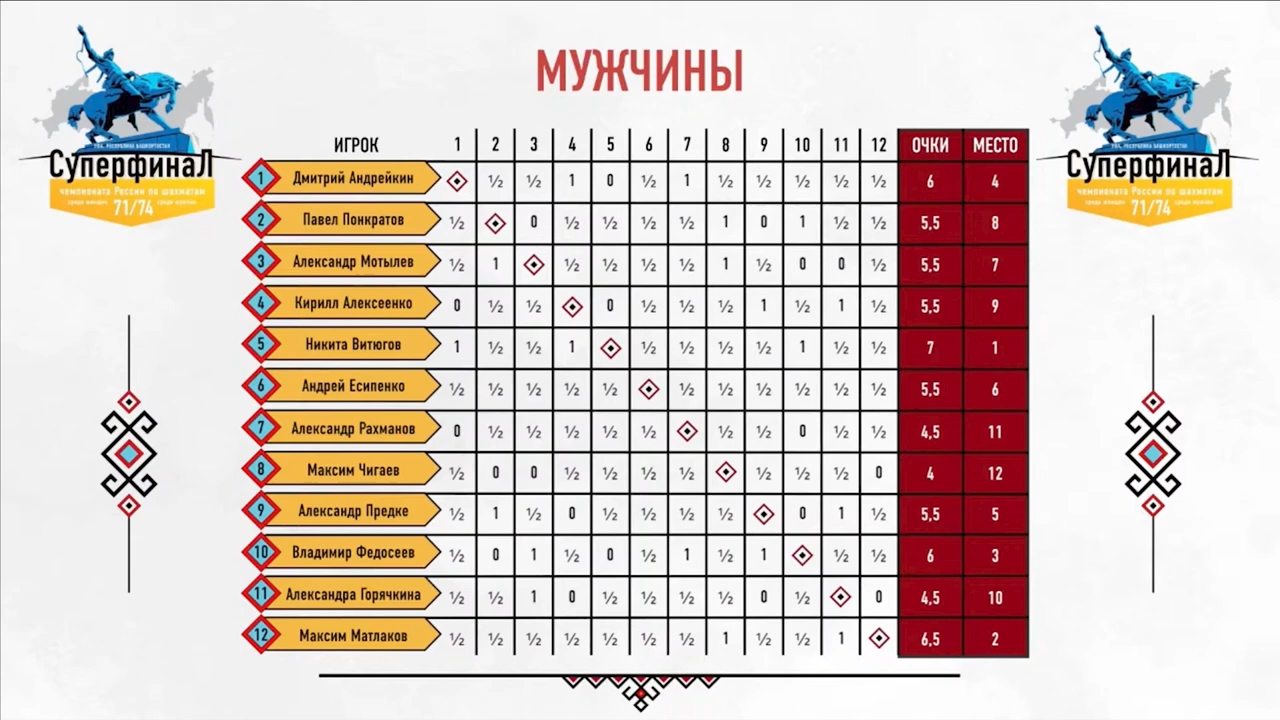 МУЖЧИНЫ
УФА, РЕСПУБЛИКА БАШКОРТОСТАН
СуперфинаЛ
чемпионата России по шахматам
среди женщин 71/74 среди мужчин
УФА, РЕСПУБЛИКА БАШКОРТОСТАН
СуперфинаЛ
чемпионата России по шахматам
среди женщин 71/74 среди мужчин
ИГРОК 1 2 3 4 5 6 7 8 9 10 11 12 ОЧКИ МЕСТО
1 Дмитрий Андрейкин ½ ½ 1 0 ½ 1 ½ ½ ½ ½ ½ 6 4
2 Павел Понкратов ½ 0 ½ ½ ½ ½ 1 0 1 ½ ½ 5,5 8
3 Александр Мотылев ½ 1 ½ ½ ½ ½ 1 ½ 0 0 ½ 5,5 7
4 Кирилл Алексеенко 0 ½ ½ 0 ½ ½ ½ 1 ½ 1 ½ 5,5 9
5 Никита Витюгов 1 ½ ½ 1 ½ ½ ½ ½ 1 ½ ½ 7 1
6 Андрей Есипенко ½ ½ ½ ½ ½ ½ ½ ½ ½ ½ ½ 5,5 6
7 Александр Рахманов 0 ½ ½ ½ ½ ½ ½ ½ 0 ½ ½ 4,5 11
8 Максим Чигаев ½ 0 0 ½ ½ ½ ½ ½ ½ ½ 0 4 12
9 Александр Предке ½ 1 ½ 0 ½ ½ ½ ½ 0 1 ½ 5,5 5
10 Владимир Федосеев ½ 0 1 ½ 0 ½ 1 ½ 1 ½ ½ 6 3
11 Александра Горячкина ½ ½ 1 0 ½ ½ ½ ½ 0 ½ 0 4,5 10
12 Максим Матлаков ½ ½ ½ ½ ½ ½ ½ 1 ½ ½ 1 6,5 2